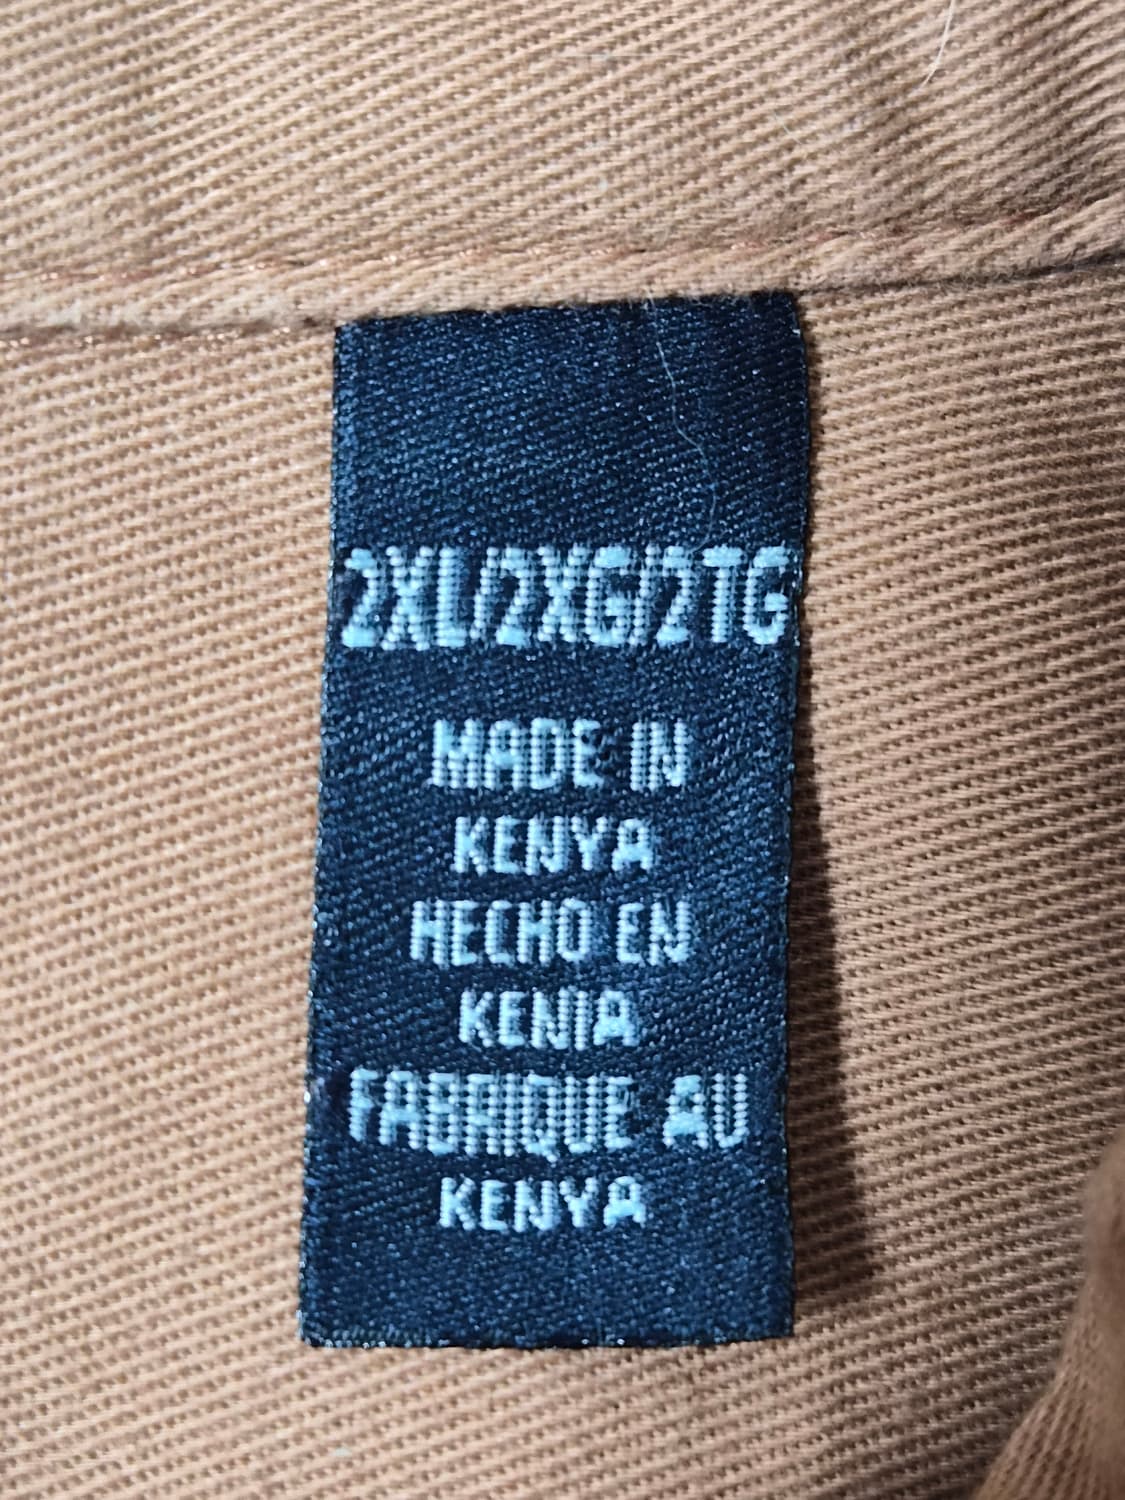 2XL/2XG/2TG
MADE IN
KENYA
HECHO EN
KENIA
FABRIQUE AU
KENYA